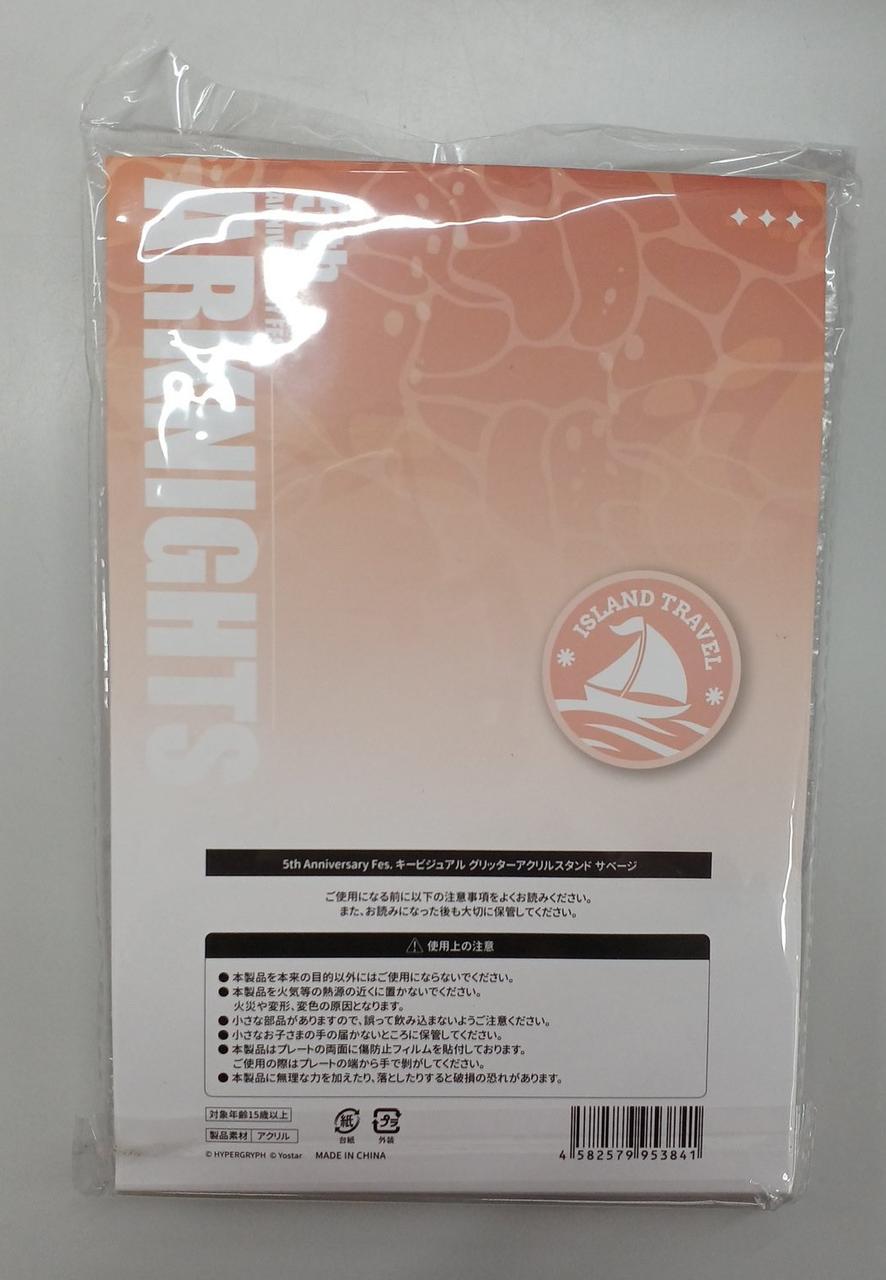 ARKNIGHTS
5th
ISLAND TRAVEL
5th Anniversary Fes. キービジュアル グリッターアクリルスタンド サベージ
ご使用になる前に以下の注意事項をよくお読みください。
また、お読みになった後も大切に保管してください。
使用上の注意
●本製品を本来の目的以外にはご使用にならないでください。
●本製品を火気等の熱源の近くに置かないでください。
火災や変形、変色の原因となります。
●小さな部品がありますので、誤って飲み込まないようご注意ください。
●小さなお子さまの手の届かないところに保管してください。
●本製品はプレートの両面に傷防止フィルムを貼付しております。
ご使用の際はプレートの端から手で剝がしてください。
●本製品に無理な力を加えたり、落としたりすると破損の恐れがあります。
対象年齢15歳以上
製品素材 アクリル
紙
台紙
プラ
外装
© HYPERGRYPH © Yostar MADE IN CHINA
4 582579 953841